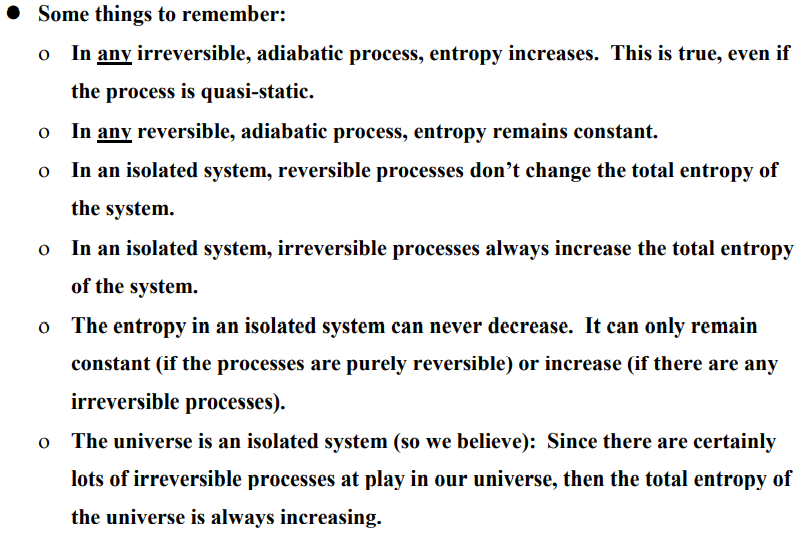 ● Some things to remember:
o In any irreversible, adiabatic process, entropy increases.  This is true, even if
the process is quasi-static.
o In any reversible, adiabatic process, entropy remains constant.
o In an isolated system, reversible processes don’t change the total entropy of
the system.
o In an isolated system, irreversible processes always increase the total entropy
of the system.
o The entropy in an isolated system can never decrease.  It can only remain
constant (if the processes are purely reversible) or increase (if there are any
irreversible processes).
o The universe is an isolated system (so we believe):  Since there are certainly
lots of irreversible processes at play in our universe, then the total entropy of
the universe is always increasing.